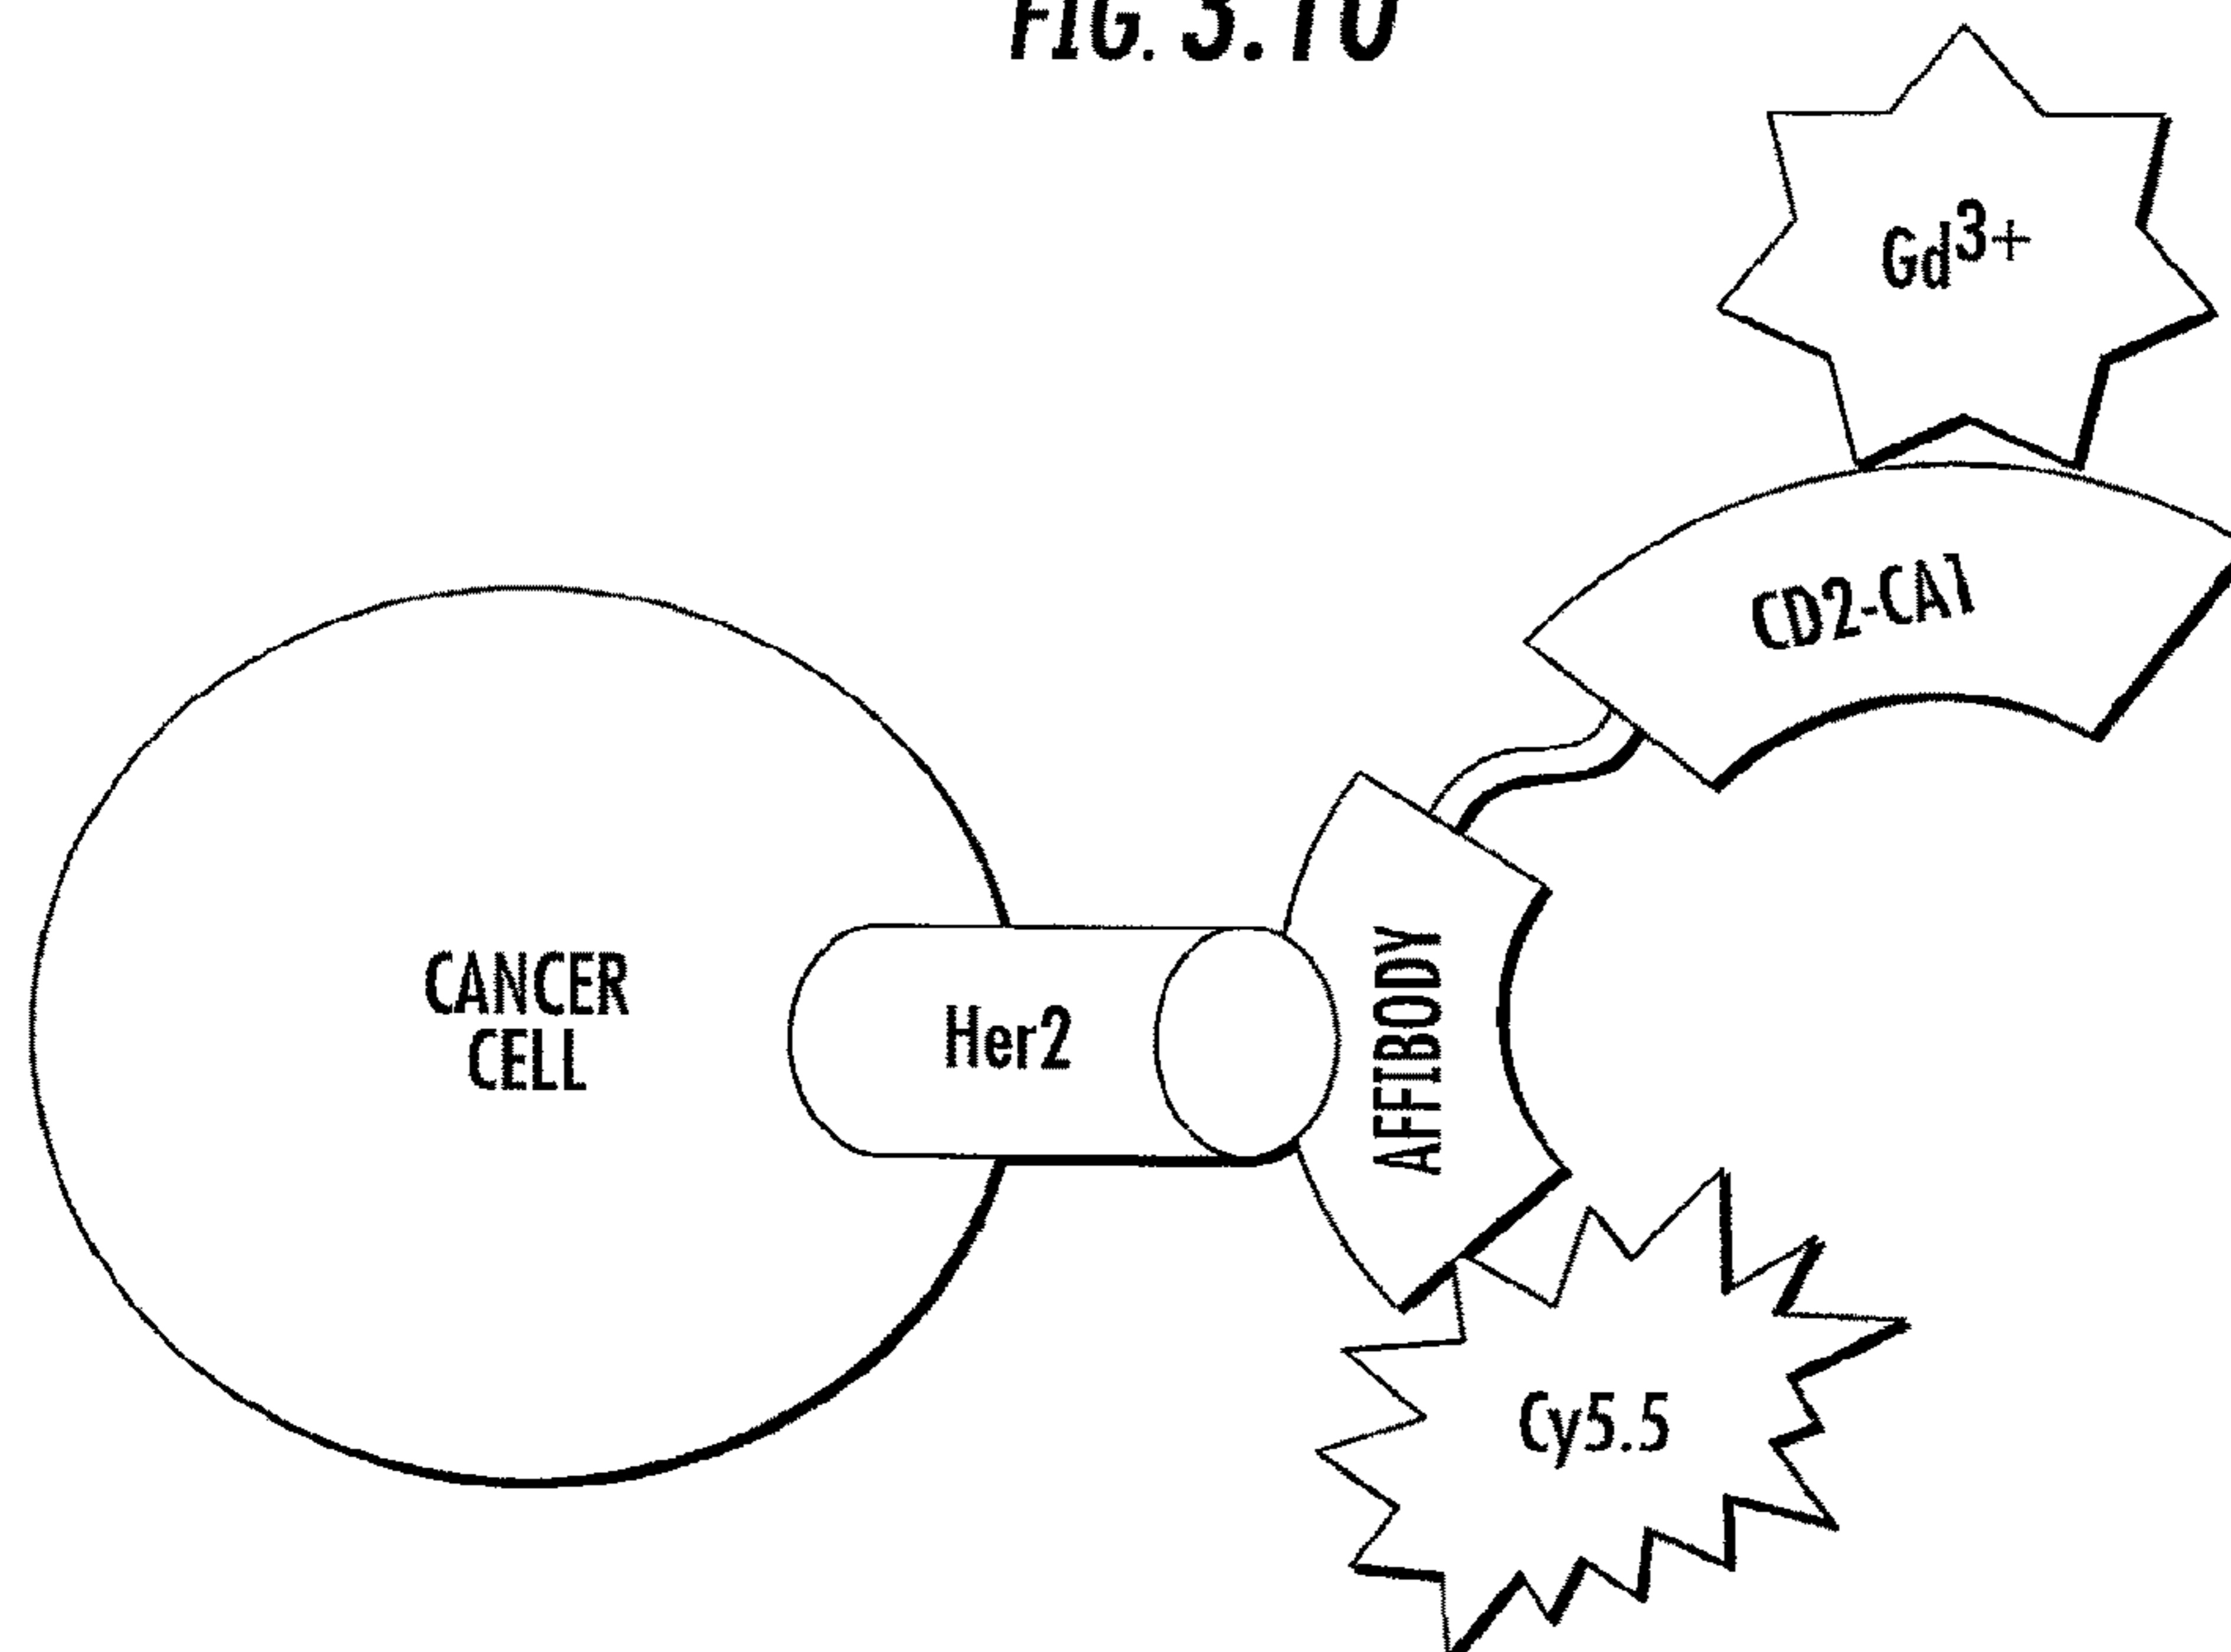 FIG. 3.10
Gd3+
CD2-CA1
CANCER
CELL
Her2
AFFIBODY
Cy5.5